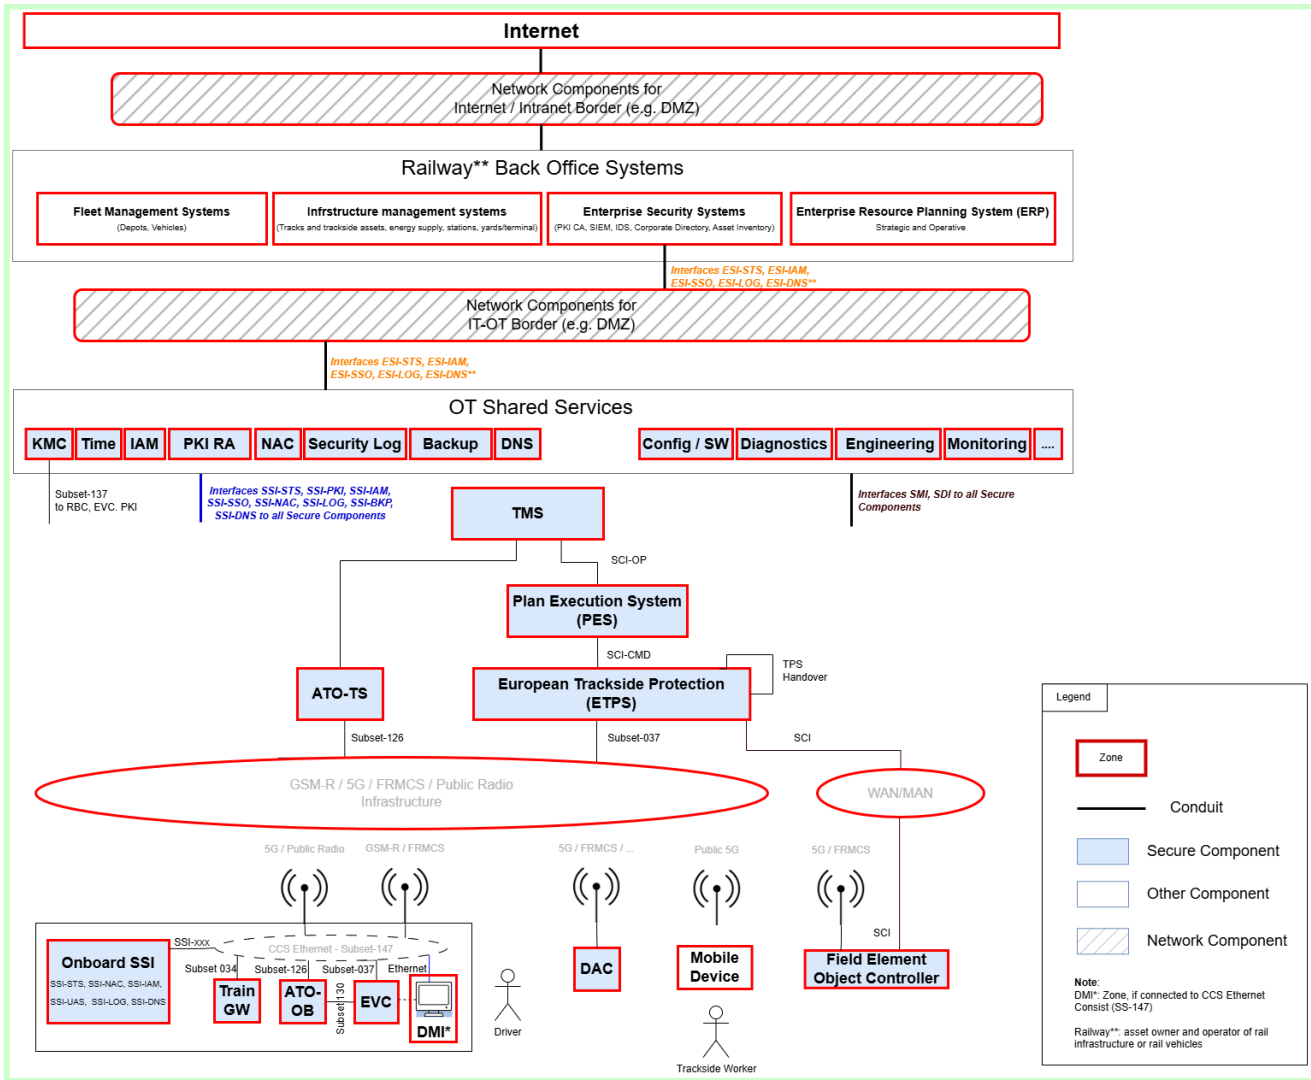 Internet
Network Components for
Internet / Intranet Border (e.g. DMZ)
Railway** Back Office Systems
Fleet Management Systems
(Depots, Vehicles)
Infrstructure management systems
(Tracks and trackside assets, energy supply, stations, yards/terminal)
Enterprise Security Systems
(PKI CA, SIEM, IDS, Corporate Directory, Asset Inventory)
Enterprise Resource Planning System (ERP)
Strategic and Operative
Interfaces ESI-STS, ESI-IAM,
ESI-SSO, ESI-LOG, ESI-DNS**
Network Components for
IT-OT Border (e.g. DMZ)
Interfaces ESI-STS, ESI-IAM,
ESI-SSO, ESI-LOG, ESI-DNS**
OT Shared Services
KMC
Time
IAM
PKI RA
NAC
Security Log
Backup
DNS
Config / SW
Diagnostics
Engineering
Monitoring
....
Subset-137
to RBC, EVC. PKI
Interfaces SSI-STS, SSI-PKI, SSI-IAM,
SSI-SSO, SSI-NAC, SSI-LOG, SSI-BKP,
SSI-DNS to all Secure Components
Interfaces SMI, SDI to all Secure
Components
TMS
SCI-OP
Plan Execution System
(PES)
SCI-CMD
TPS
Handover
ATO-TS
European Trackside Protection
(ETPS)
Subset-126
Subset-037
SCI
GSM-R / 5G / FRMCS / Public Radio
Infrastructure
WAN/MAN
5G / Public Radio
GSM-R / FRMCS
5G / FRMCS / ...
Public 5G
5G / FRMCS
SCI
SSI-xxx
CCS Ethernet - Subset-147
Onboard SSI
SSI-STS, SSI-NAC, SSI-IAM,
SSI-UAS, SSI-LOG, SSI-DNS
Subset 034
Subset-126
Subset-037
Ethernet
Train
GW
ATO-
OB
Subset 130
EVC
DMI*
Driver
DAC
Mobile
Device
Trackside Worker
Field Element
Object Controller
Legend
Zone
Conduit
Secure Component
Other Component
Network Component
Note:
DMI*: Zone, if connected to CCS Ethernet
Consist (SS-147)
Railway**: asset owner and operator of rail
infrastructure or rail vehicles